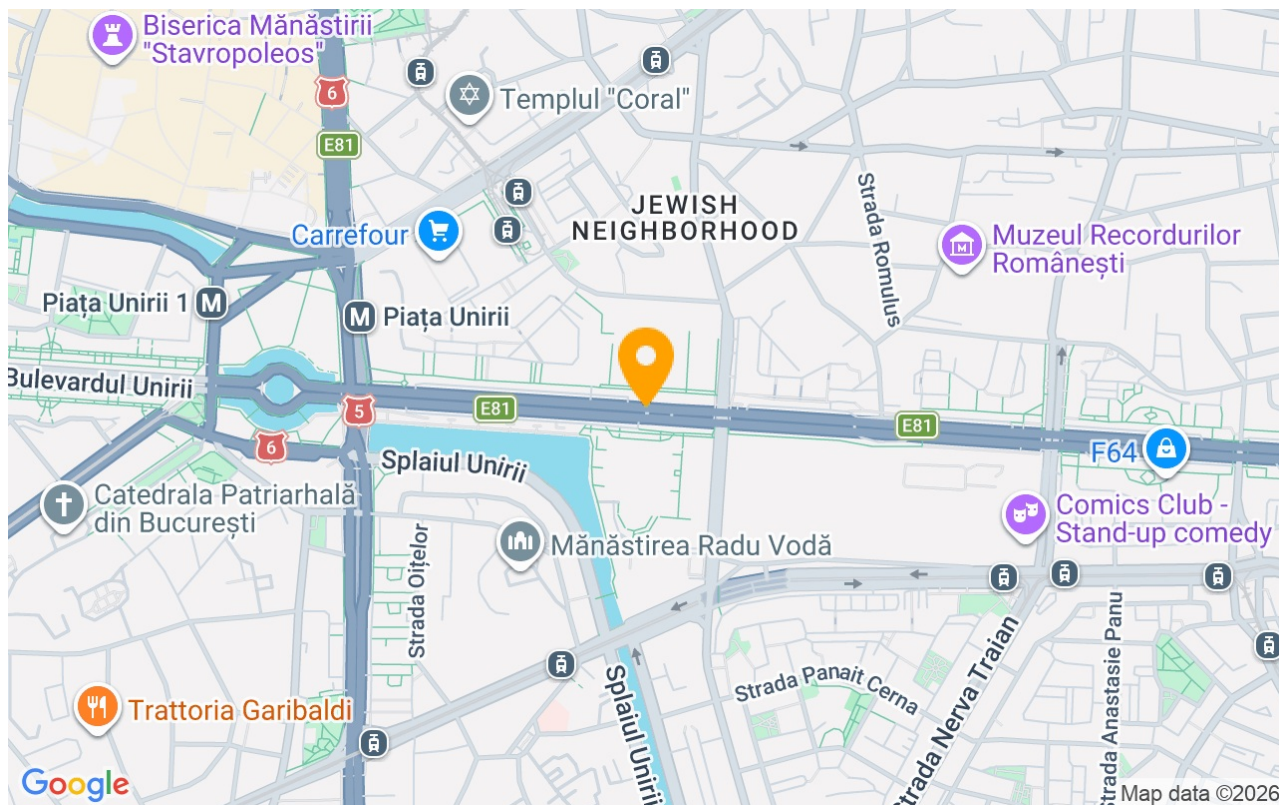 Biserica Mănăstirii
"Stavropoleos"
6
Templul "Coral"
E81
JEWISH
NEIGHBORHOOD
Strada Romulus
Carrefour
Muzeul Recordurilor
Românești
Piața Unirii 1
M
M
Piața Unirii
Bulevardul Unirii
5
E81
E81
6
F64
Splaiul Unirii
Catedrala Patriarhală
din București
Comics Club -
Stand-up comedy
Mănăstirea Radu Vodă
Strada Oițelor
Strada Panait Cerna
Strada Nerva Traian
Strada Anastasie Panu
Splaiul Unirii
Trattoria Garibaldi
Google
Map data ©2026